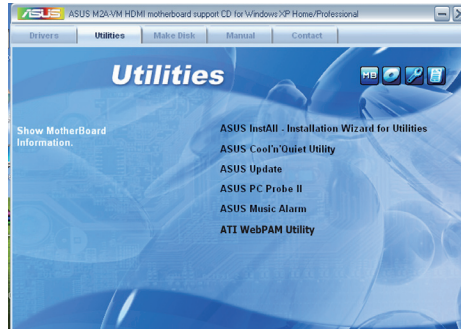 ASUS ASUS M2A-VM HDMI motherboard support CD for Windows XP Home/Professional
Drivers Utilities Make Disk Manual Contact
Utilities
MB
Show MotherBoard
Information.
ASUS InstAll - Installation Wizard for Utilities
ASUS Cool'n'Quiet Utility
ASUS Update
ASUS PC Probe II
ASUS Music Alarm
ATI WebPAM Utility